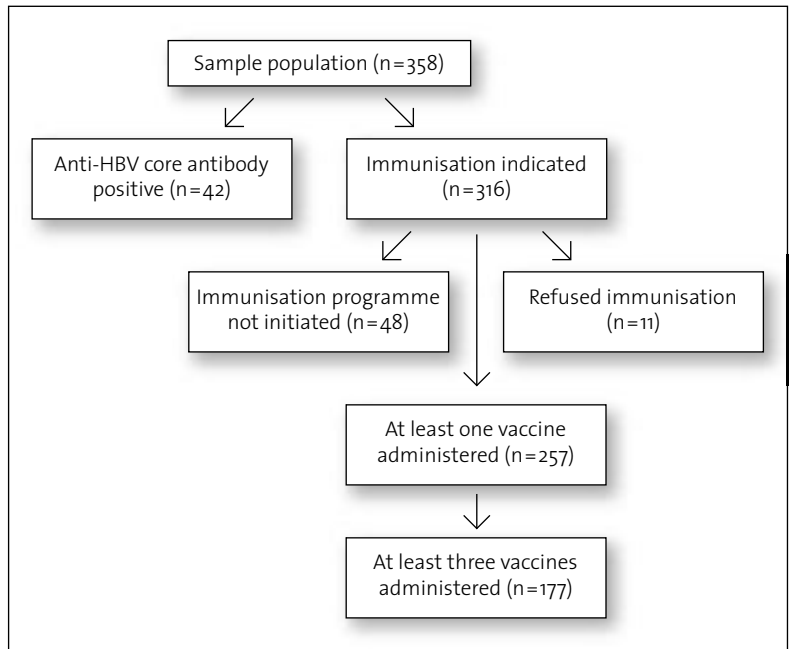 Sample population (n=358)
Anti-HBV core antibody
positive (n=42)
Immunisation indicated
(n=316)
Immunisation programme
not initiated (n=48)
Refused immunisation
(n=11)
At least one vaccine
administered (n=257)
At least three vaccines
administered (n=177)